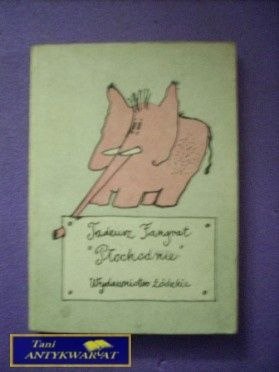 Tadeusz Fangrat
"Płochodnie"
Wydawnictwo Łódzkie
Tani
ANTYKWARIAT